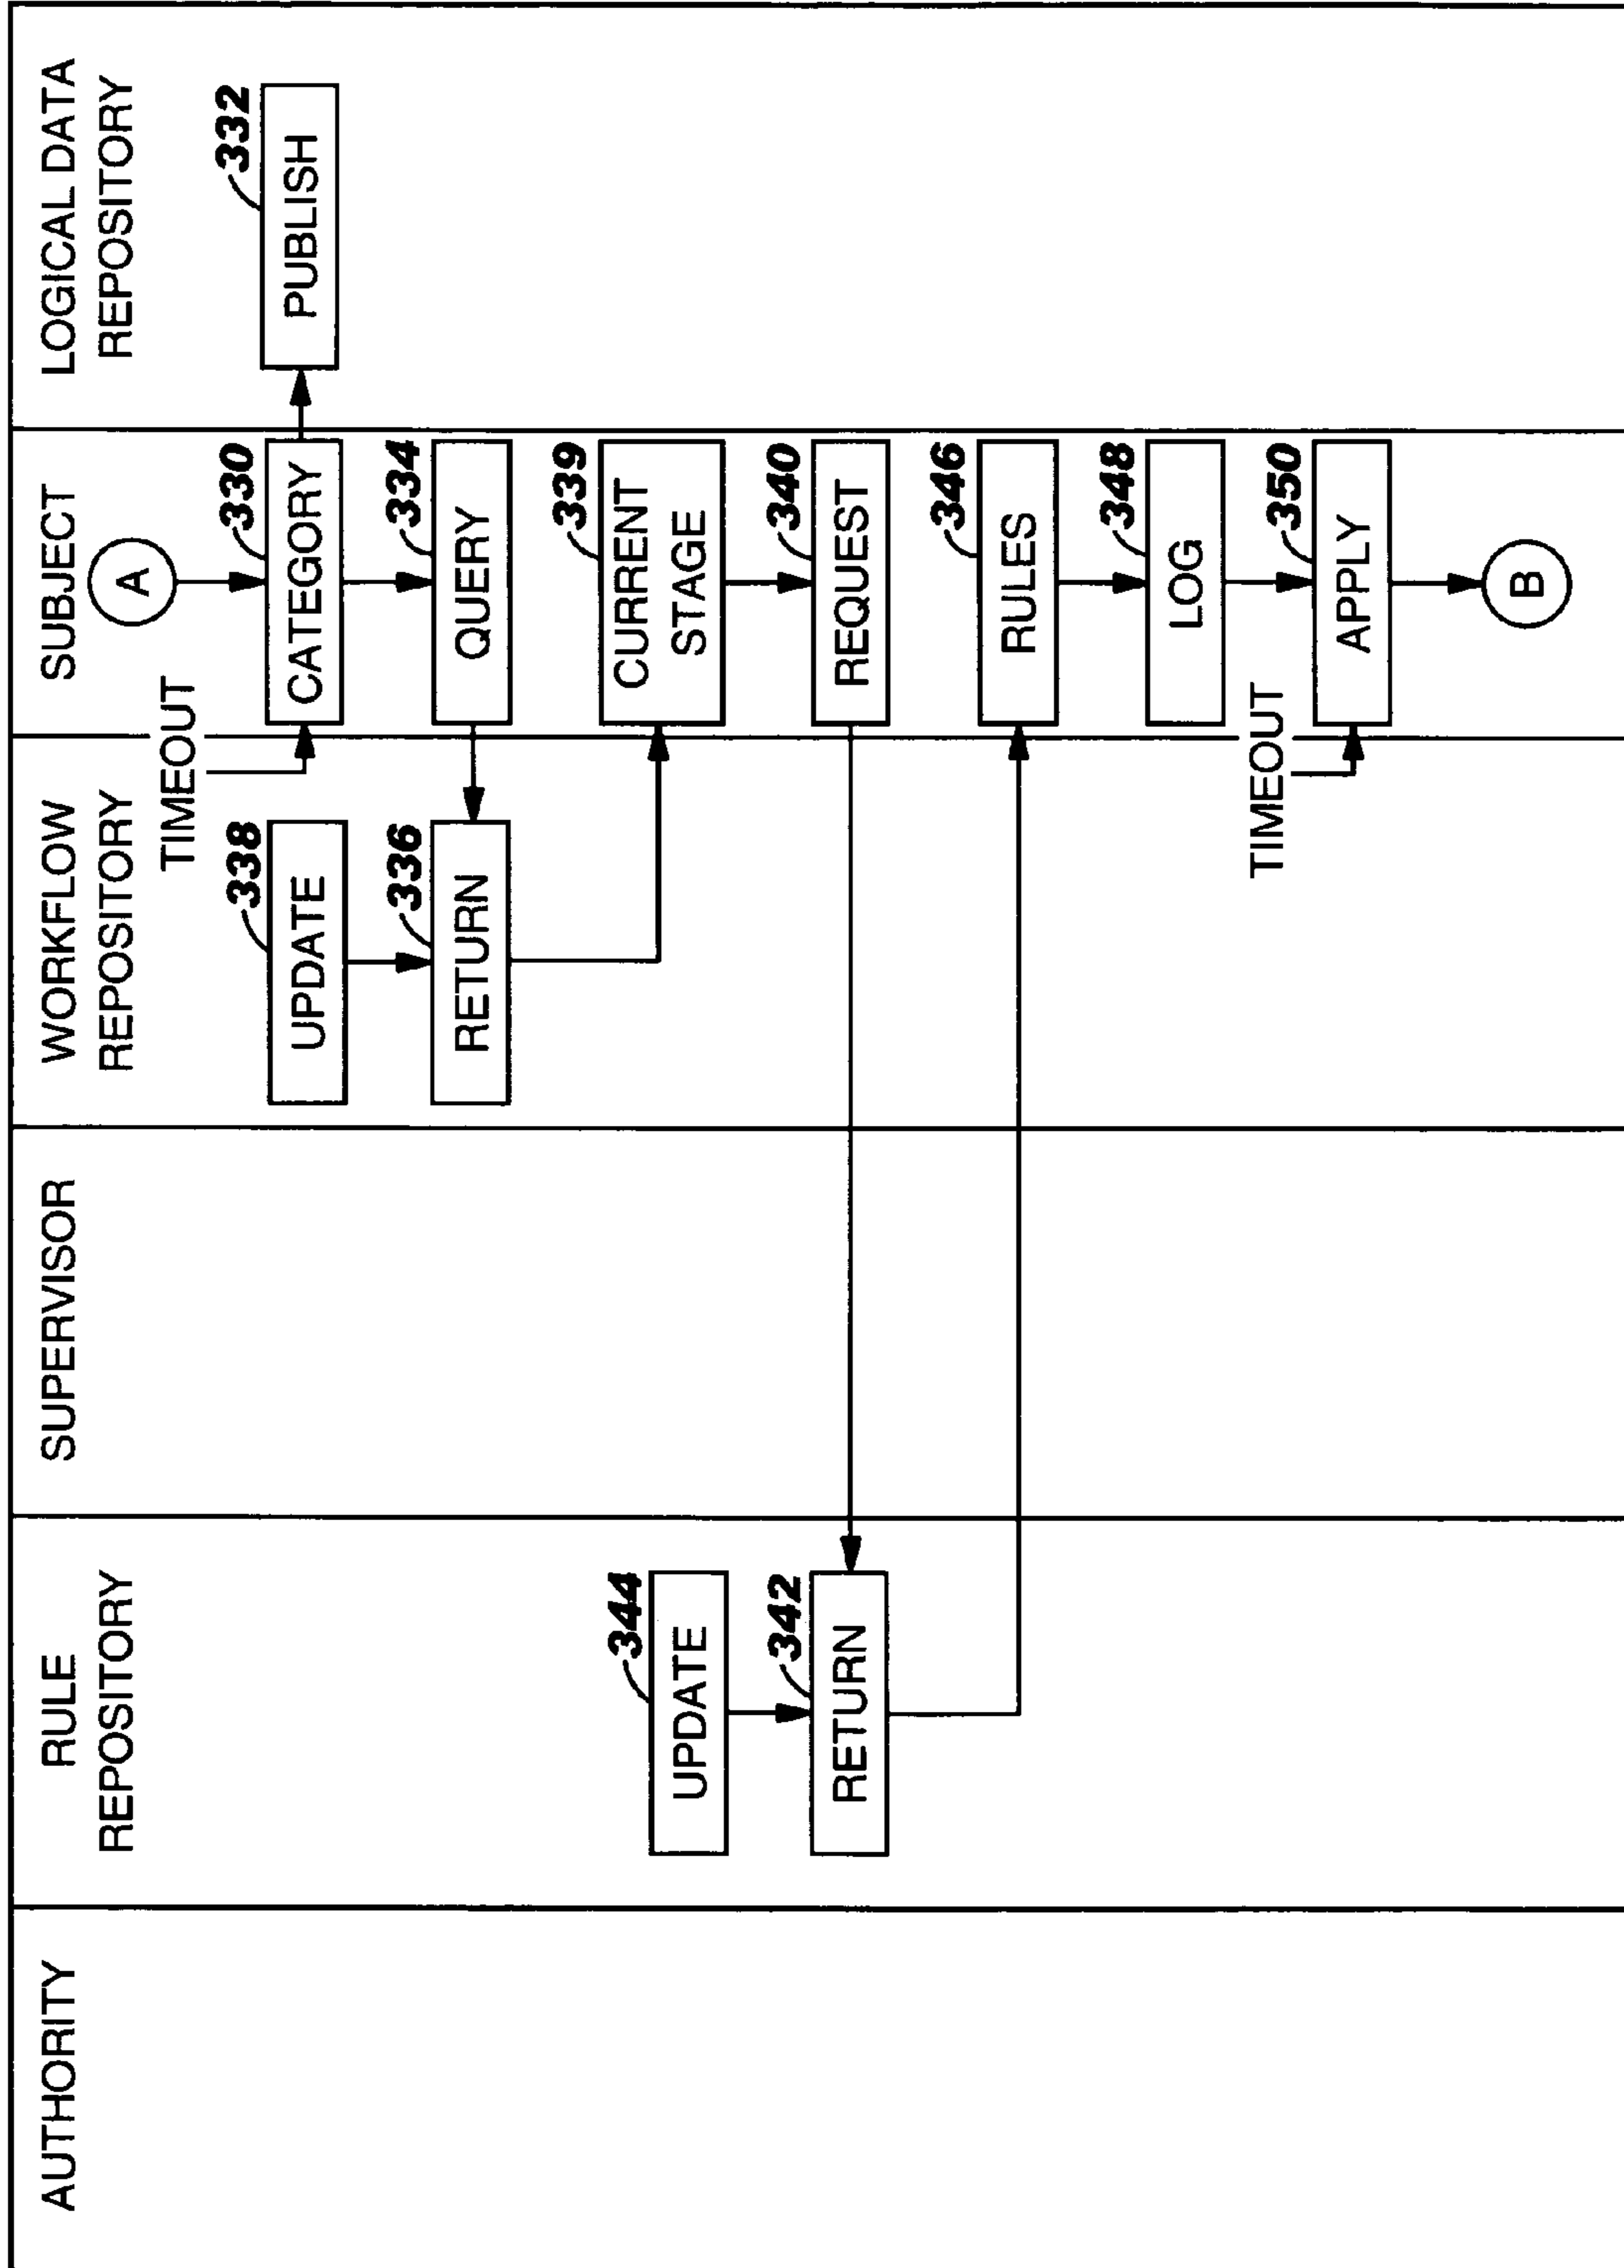 AUTHORITY
RULE
REPOSITORY
SUPERVISOR
WORKFLOW
REPOSITORY
SUBJECT
LOGICAL DATA
REPOSITORY
A
TIMEOUT
338
UPDATE
330
CATEGORY
332
PUBLISH
336
RETURN
334
QUERY
344
UPDATE
339
CURRENT
STAGE
342
RETURN
340
REQUEST
346
RULES
348
LOG
TIMEOUT
350
APPLY
B